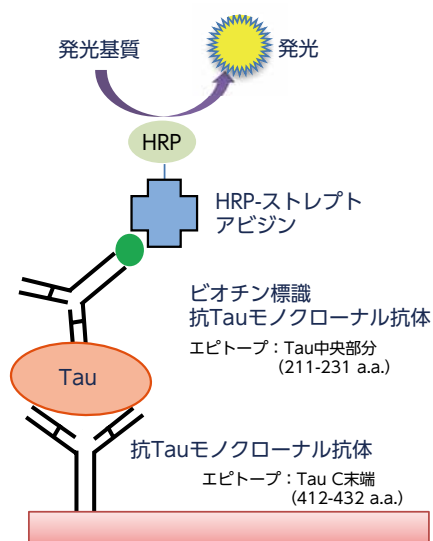 発光基質
発光
HRP
HRP-ストレプト
アビジン
ビオチン標識
抗Tauモノクローナル抗体
エピトープ：Tau中央部分
（211-231 a.a.）
Tau
抗Tauモノクローナル抗体
エピトープ：Tau C末端
（412-432 a.a.）